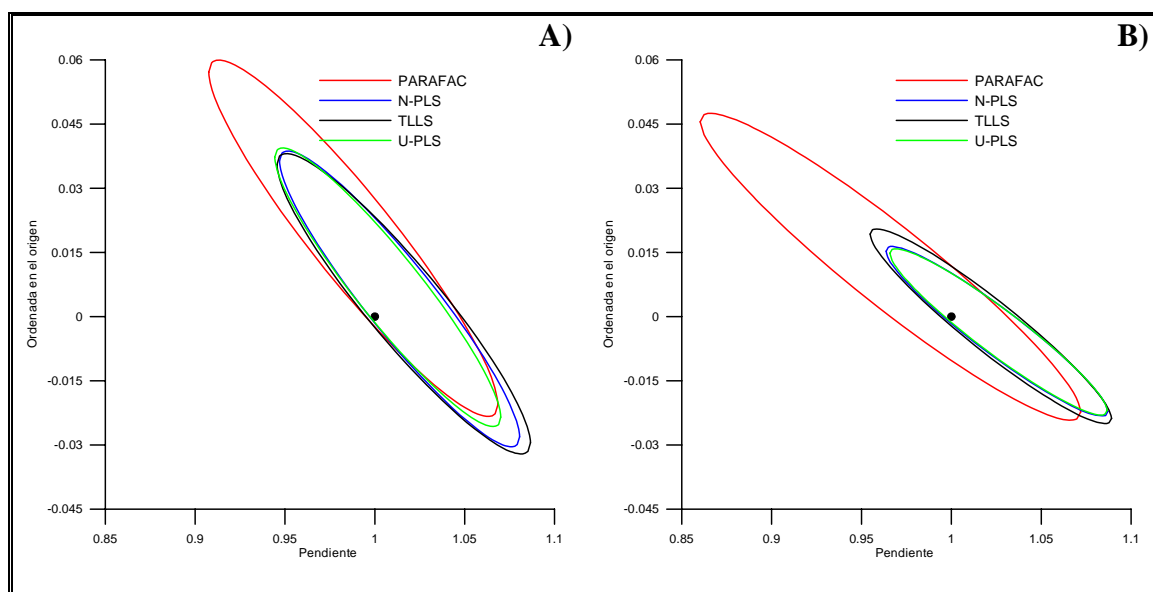 A)
0.06
0.045
0.03
0.015
0
-0.015
-0.03
-0.045
Ordenada en el origen
0.85
0.9
0.95
1
1.05
1.1
Pendiente
PARAFAC
N-PLS
TLLS
U-PLS
B)
0.06
0.045
0.03
0.015
0
-0.015
-0.03
-0.045
Ordenada en el origen
0.85
0.9
0.95
1
1.05
1.1
Pendiente
PARAFAC
N-PLS
TLLS
U-PLS